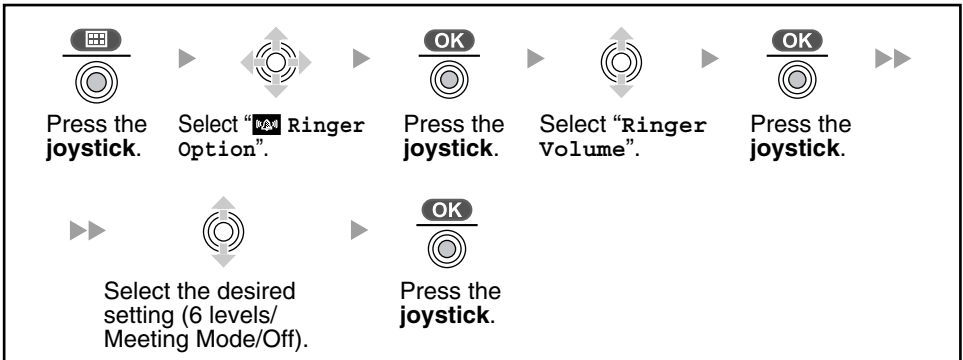 OK OK
Press the Select “ Ringer Press the Select “Ringer Press the
joystick. Option”. joystick. Volume”. joystick.
OK
Select the desired Press the
setting (6 levels/ joystick.
Meeting Mode/Off).